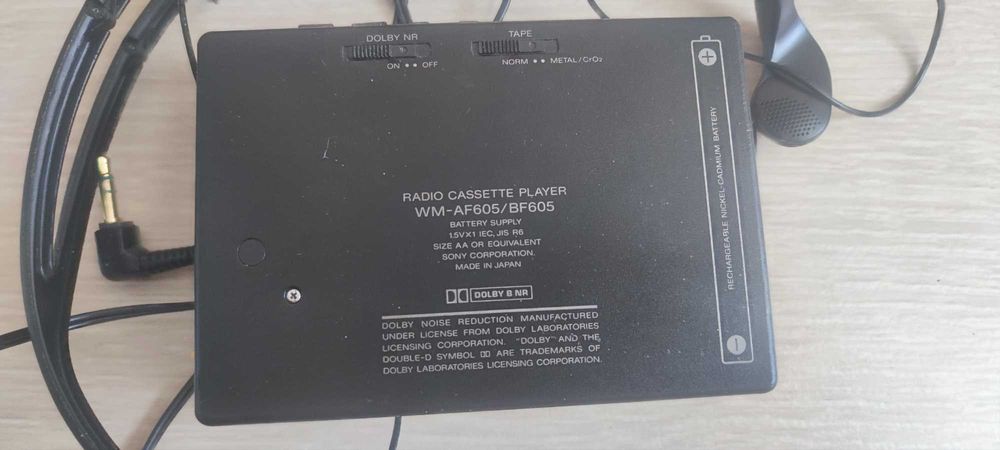 DOLBY NR
ON •• OFF
TAPE
NORM •• METAL/CrO2
RADIO CASSETTE PLAYER
WM-AF605/BF605
BATTERY SUPPLY
1.5V×1 IEC, JIS R6
SIZE AA OR EQUIVALENT
SONY CORPORATION.
MADE IN JAPAN
DOLBY B NR
DOLBY NOISE REDUCTION MANUFACTURED
UNDER LICENSE FROM DOLBY LABORATORIES
LICENSING CORPORATION. "DOLBY" AND THE
DOUBLE-D SYMBOL ARE TRADEMARKS OF
DOLBY LABORATORIES LICENSING CORPORATION.
+
RECHARGEABLE NICKEL-CADMIUM BATTERY
−